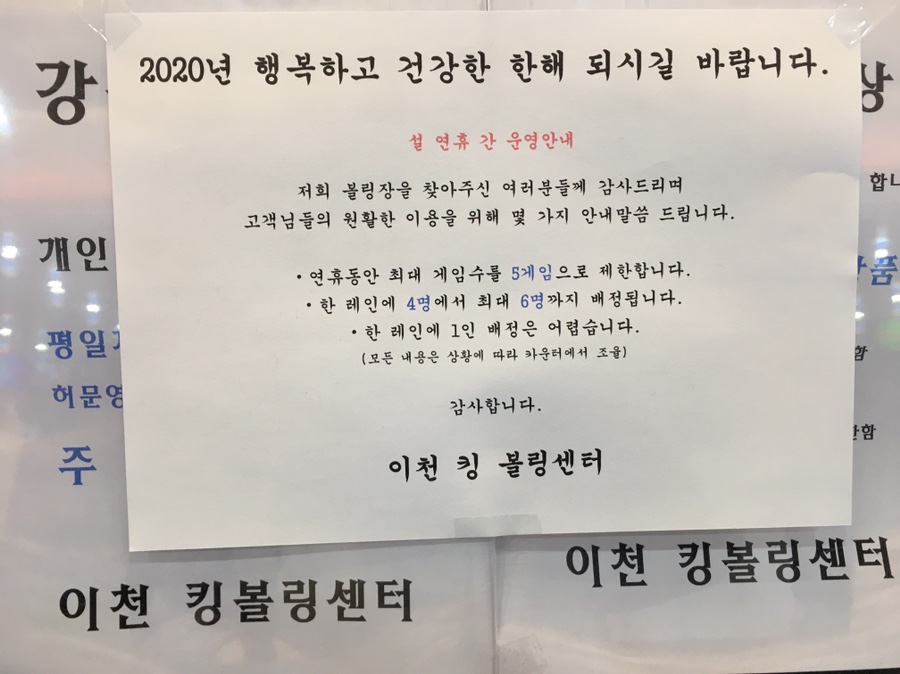 2020년 행복하고 건강한 한해 되시길 바랍니다.
설 연휴 간 운영안내
저희 볼링장을 찾아주신 여러분들께 감사드리며
고객님들의 원활한 이용을 위해 몇 가지 안내말씀 드립니다.
• 연휴동안 최대 게임수를 5게임으로 제한합니다.
• 한 레인에 4명에서 최대 6명까지 배정됩니다.
• 한 레인에 1인 배정은 어렵습니다.
(모든 내용은 상황에 따라 카운터에서 조율)
감사합니다.
이천 킹 볼링센터
강
상
개인
평일
허문영
주
품
함
이천 킹볼링센터
이천 킹볼링센터